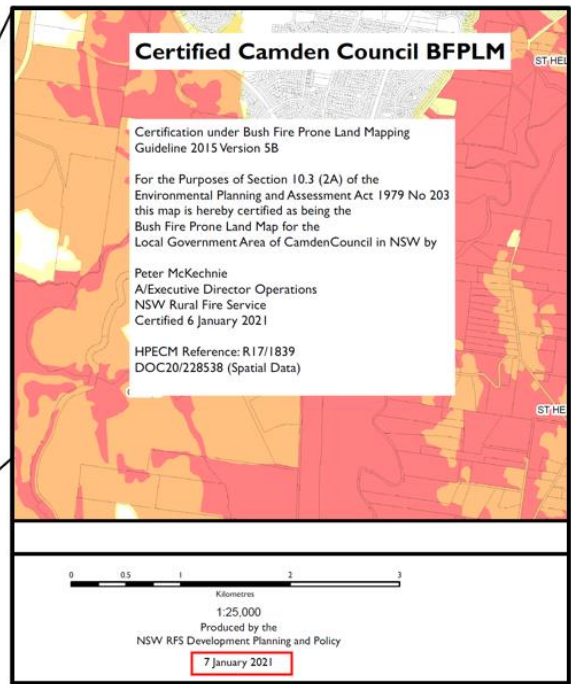 Certified Camden Council BFPLM
ST HEL
Certification under Bush Fire Prone Land Mapping
Guideline 2015 Version 5B
For the Purposes of Section 10.3 (2A) of the
Environmental Planning and Assessment Act 1979 No 203
this map is hereby certified as being the
Bush Fire Prone Land Map for the
Local Government Area of CamdenCouncil in NSW by
Peter McKechnie
A/Executive Director Operations
NSW Rural Fire Service
Certified 6 January 2021
HPECM Reference: R17/1839
DOC20/228538 (Spatial Data)
ST HE
0 0.5 1 2 3
Kilometres
1:25,000
Produced by the
NSW RFS Development Planning and Policy
7 January 2021